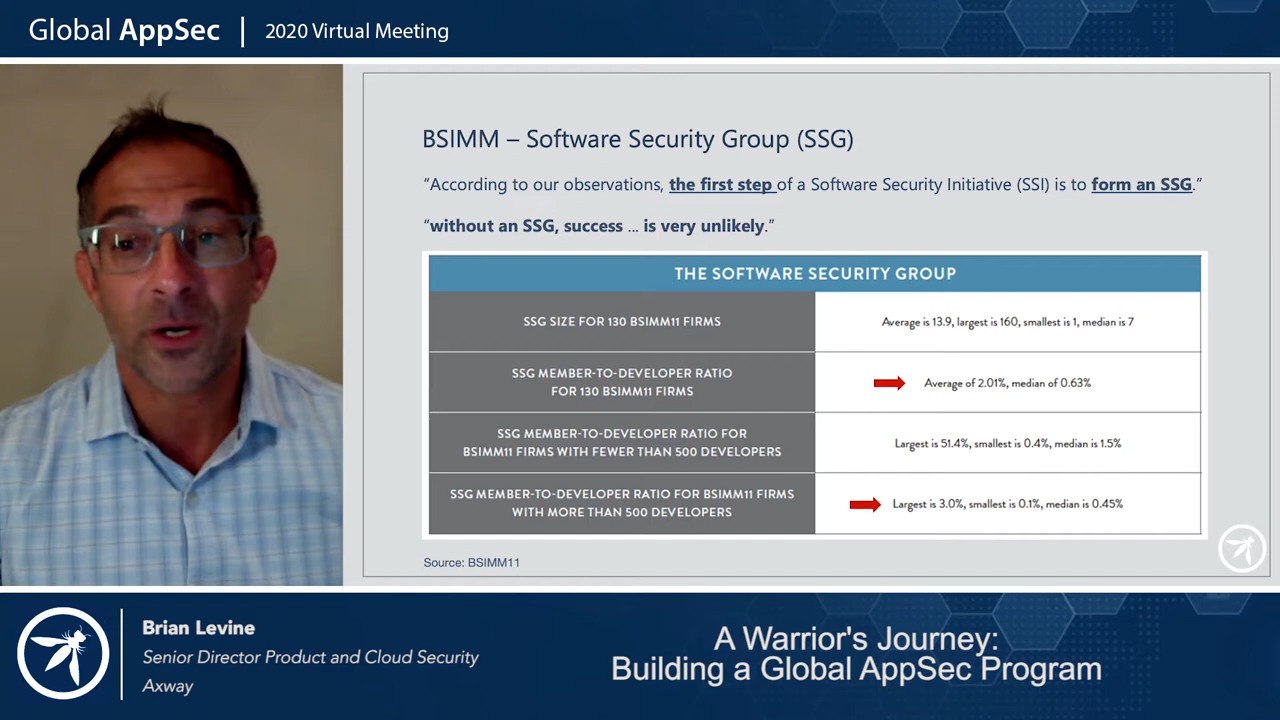 Global AppSec | 2020 Virtual Meeting
BSIMM – Software Security Group (SSG)
“According to our observations, the first step of a Software Security Initiative (SSI) is to form an SSG.”
“without an SSG, success ... is very unlikely.”
THE SOFTWARE SECURITY GROUP
SSG SIZE FOR 130 BSIMM11 FIRMS
Average is 13.9, largest is 160, smallest is 1, median is 7
SSG MEMBER-TO-DEVELOPER RATIO
FOR 130 BSIMM11 FIRMS
Average of 2.01%, median of 0.63%
SSG MEMBER-TO-DEVELOPER RATIO FOR
BSIMM11 FIRMS WITH FEWER THAN 500 DEVELOPERS
Largest is 51.4%, smallest is 0.4%, median is 1.5%
SSG MEMBER-TO-DEVELOPER RATIO FOR BSIMM11 FIRMS
WITH MORE THAN 500 DEVELOPERS
Largest is 3.0%, smallest is 0.1%, median is 0.45%
Source: BSIMM11
Brian Levine
Senior Director Product and Cloud Security
Axway
A Warrior's Journey:
Building a Global AppSec Program